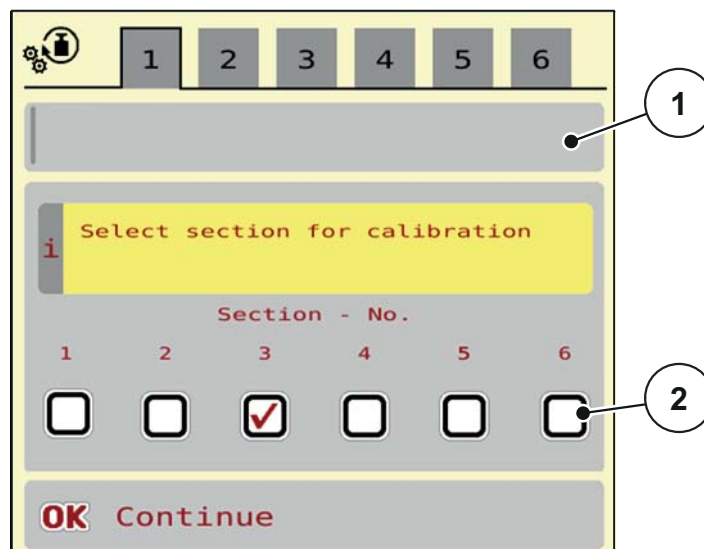 1 2 3 4 5 6
1
i Select section for calibration
Section - No.
1 2 3 4 5 6
2
OK Continue